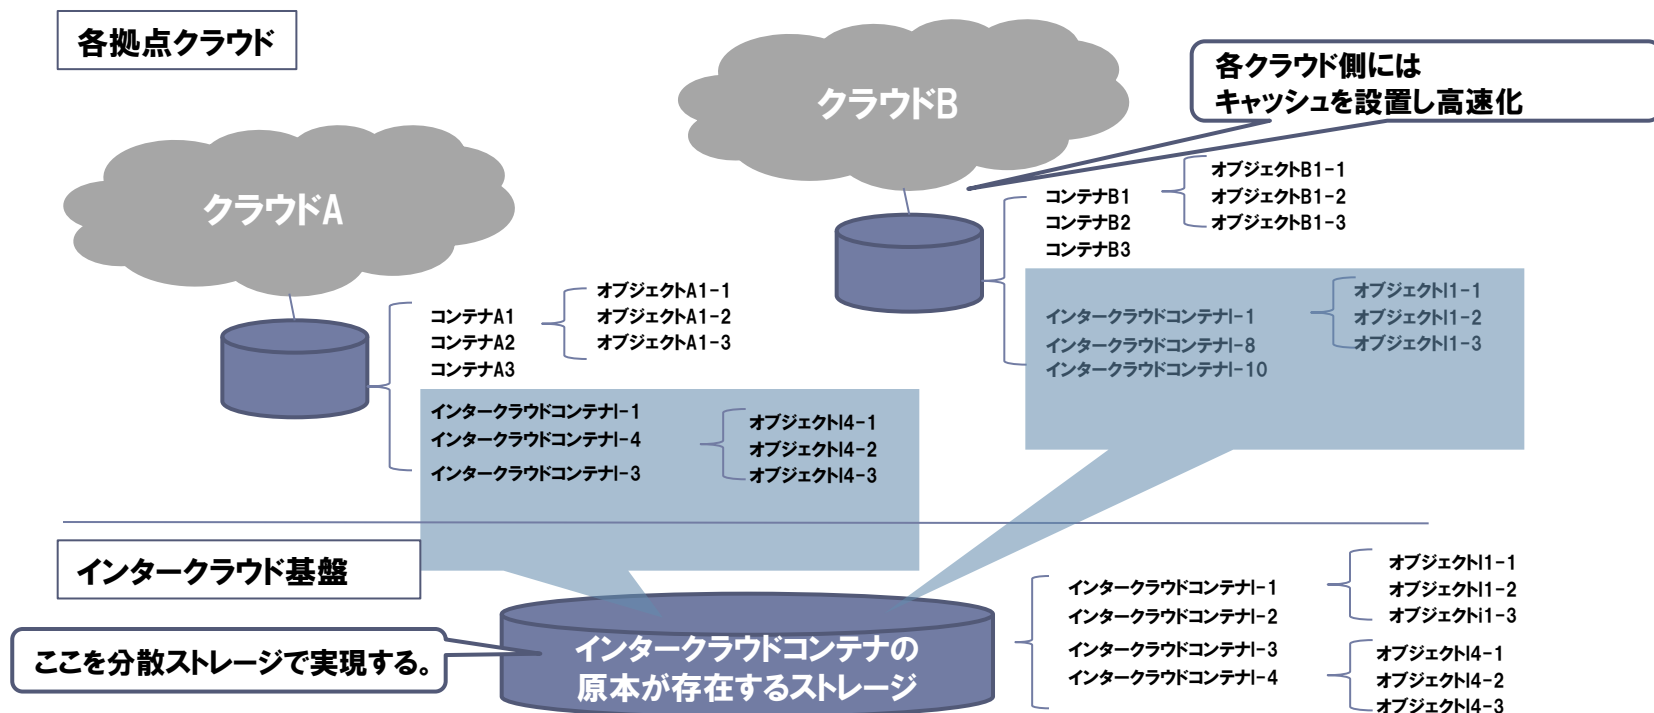 各拠点クラウド
クラウドB
各クラウド側には
キャッシュを設置し高速化
クラウドA
コンテナB1
コンテナB2
コンテナB3
オブジェクトB1-1
オブジェクトB1-2
オブジェクトB1-3
インタークラウドコンテナI-1
インタークラウドコンテナI-8
インタークラウドコンテナI-10
オブジェクトI1-1
オブジェクトI1-2
オブジェクトI1-3
コンテナA1
コンテナA2
コンテナA3
オブジェクトA1-1
オブジェクトA1-2
オブジェクトA1-3
インタークラウドコンテナI-1
インタークラウドコンテナI-4
インタークラウドコンテナI-3
オブジェクトI4-1
オブジェクトI4-2
オブジェクトI4-3
インタークラウド基盤
ここを分散ストレージで実現する。
インタークラウドコンテナの
原本が存在するストレージ
インタークラウドコンテナI-1
インタークラウドコンテナI-2
インタークラウドコンテナI-3
インタークラウドコンテナI-4
オブジェクトI1-1
オブジェクトI1-2
オブジェクトi1-3
オブジェクトI4-1
オブジェクトI4-2
オブジェクトI4-3